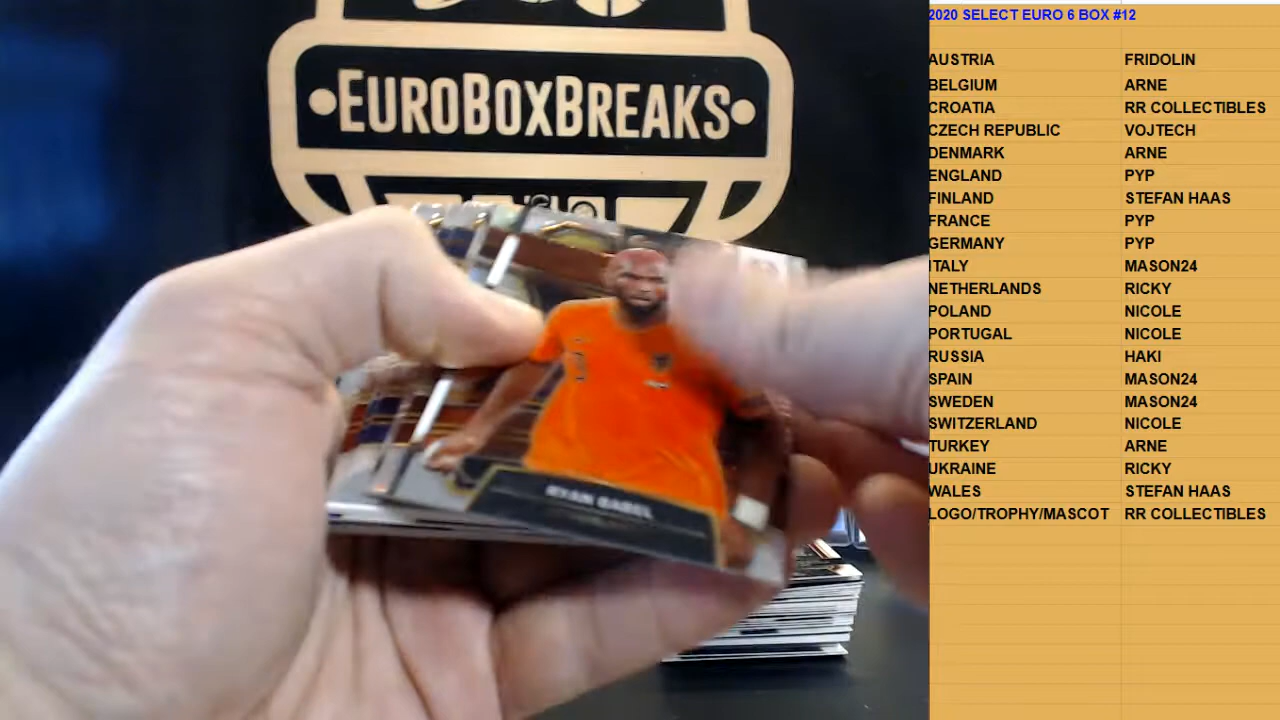 EUROBOXBREAKS
RYAN BABEL
2020 SELECT EURO 6 BOX #12
AUSTRIA FRIDOLIN
BELGIUM ARNE
CROATIA RR COLLECTIBLES
CZECH REPUBLIC VOJTECH
DENMARK ARNE
ENGLAND PYP
FINLAND STEFAN HAAS
FRANCE PYP
GERMANY PYP
ITALY MASON24
NETHERLANDS RICKY
POLAND NICOLE
PORTUGAL NICOLE
RUSSIA HAKI
SPAIN MASON24
SWEDEN MASON24
SWITZERLAND NICOLE
TURKEY ARNE
UKRAINE RICKY
WALES STEFAN HAAS
LOGO/TROPHY/MASCOT RR COLLECTIBLES